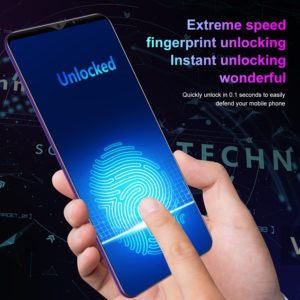 Extreme speed
fingerprint unlocking
Instant unlocking
wonderful
Quickly unlock in 0.1 seconds to easily
defend your mobile phone
Unlocked
TECHN